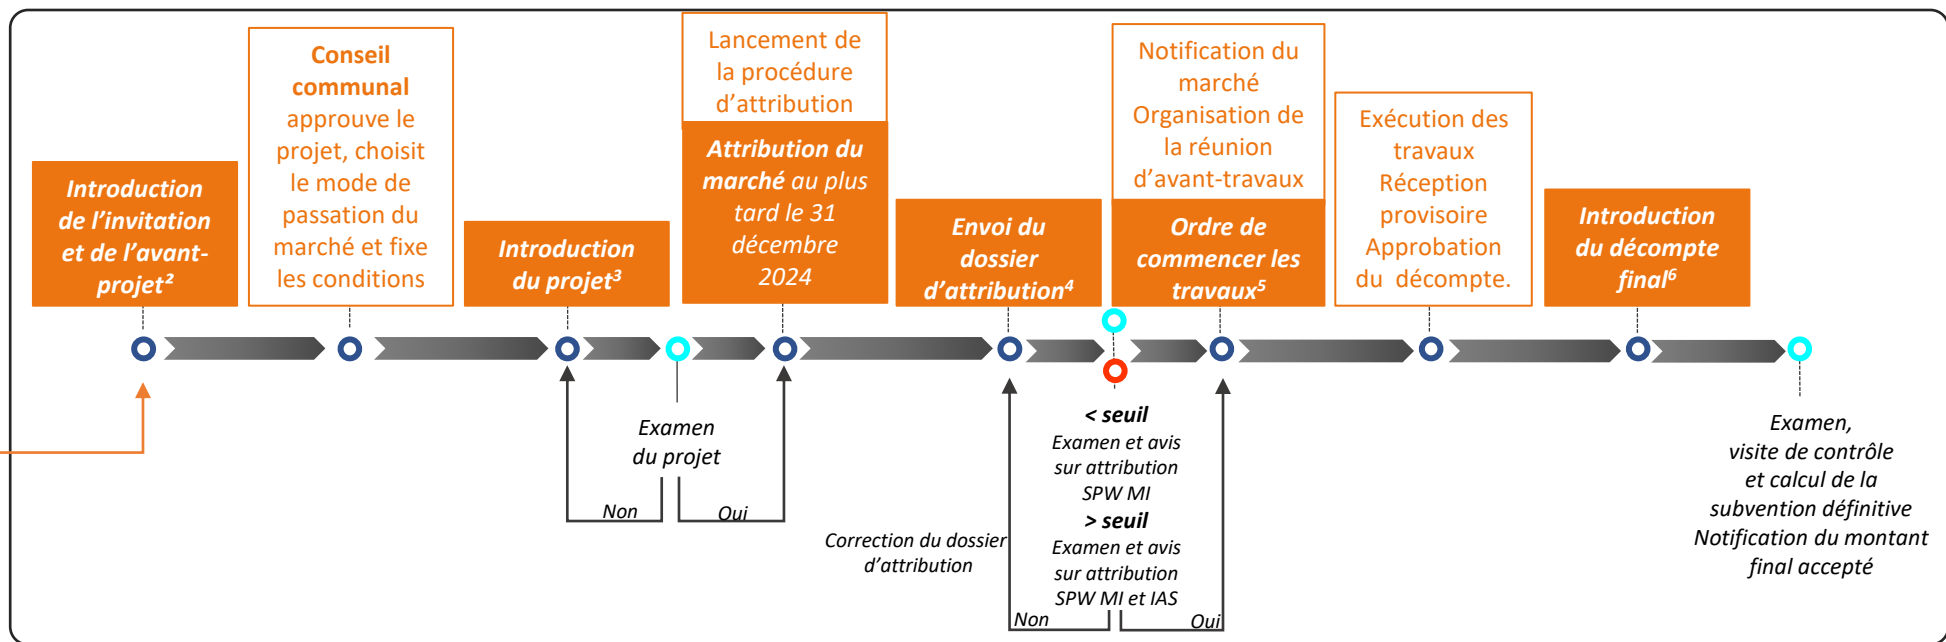 Introduction
de l’invitation
et de l’avant-
projet²
Conseil
communal
approuve le
projet, choisit
le mode de
passation du
marché et fixe
les conditions
Introduction
du projet³
Lancement de
la procédure
d’attribution
Attribution du
marché au plus
tard le 31
décembre
2024
Envoi du
dossier
d’attribution⁴
Notification du
marché
Organisation de
la réunion
d’avant-travaux
Ordre de
commencer les
travaux⁵
Exécution des
travaux
Réception
provisoire
Approbation
du décompte.
Introduction
du décompte
final⁶
Examen
du projet
Non
Oui
Correction du dossier
d’attribution
< seuil
Examen et avis
sur attribution
SPW MI
> seuil
Examen et avis
sur attribution
SPW MI et IAS
Non
Oui
Examen,
visite de contrôle
et calcul de la
subvention définitive
Notification du montant
final accepté